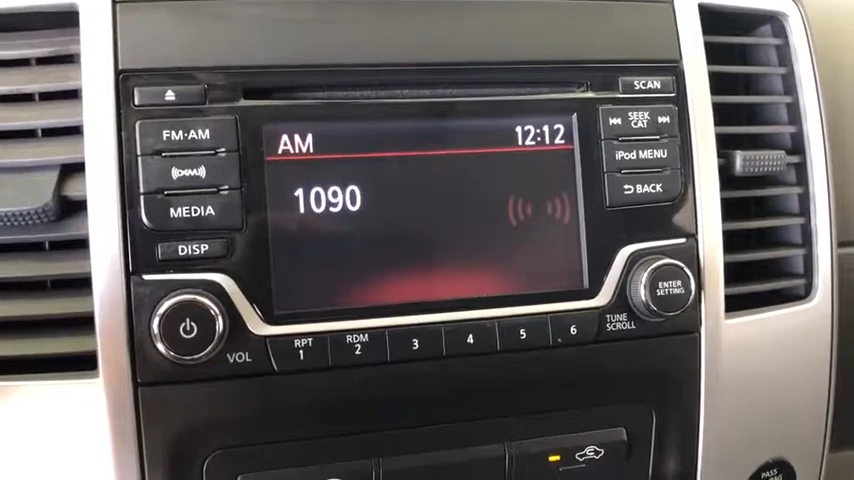 SCAN
FM·AM
AM
12:12
SEEK
CAT
iPod MENU
1090
MEDIA
BACK
DISP
ENTER
SETTING
VOL
RPT
1
RDM
2
3
4
5
6
TUNE
SCROLL
PASS